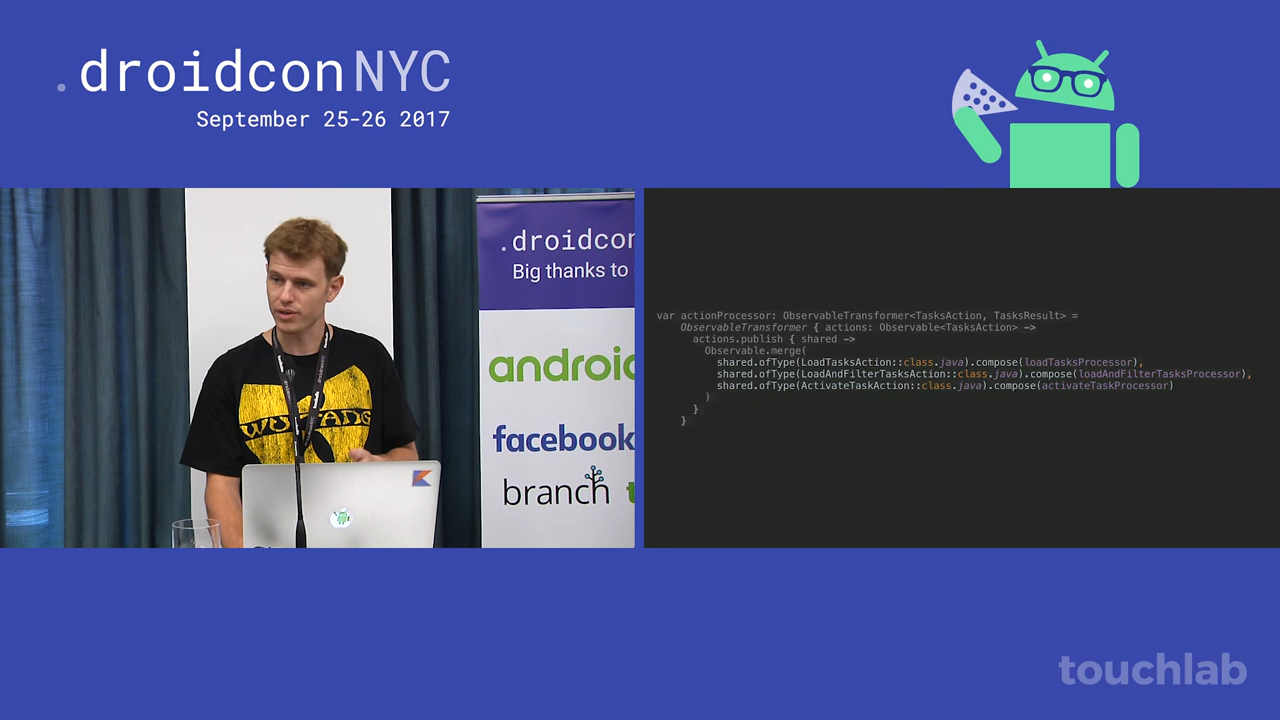 .droidcon NYC
September 25-26 2017
.droidcon
Big thanks to
android
facebook
branch
WU TANG
var actionProcessor: ObservableTransformer<TasksAction, TasksResult> =
ObservableTransformer { actions: Observable<TasksAction> ->
actions.publish { shared ->
Observable.merge(
shared.ofType(LoadTasksAction::class.java).compose(loadTasksProcessor),
shared.ofType(LoadAndFilterTasksAction::class.java).compose(loadAndFilterTasksProcessor),
shared.ofType(ActivateTaskAction::class.java).compose(activateTaskProcessor)
)
}
}
touchlab